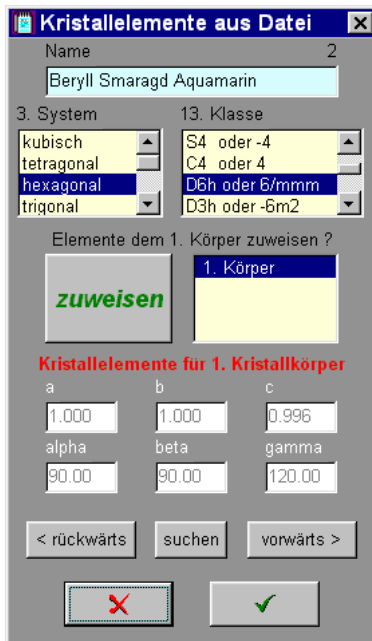 Kristallelemente aus Datei
Name 2
Beryll Smaragd Aquamarin
3. System 13. Klasse
kubisch
tetragonal
hexagonal
trigonal
S4 oder -4
C4 oder 4
D6h oder 6/mmm
D3h oder -6m2
Elemente dem 1. Körper zuweisen ?
zuweisen
1. Körper
Kristallelemente für 1. Kristallkörper
a b c
1.000 1.000 0.996
alpha beta gamma
90.00 90.00 120.00
< rückwärts suchen vorwärts >